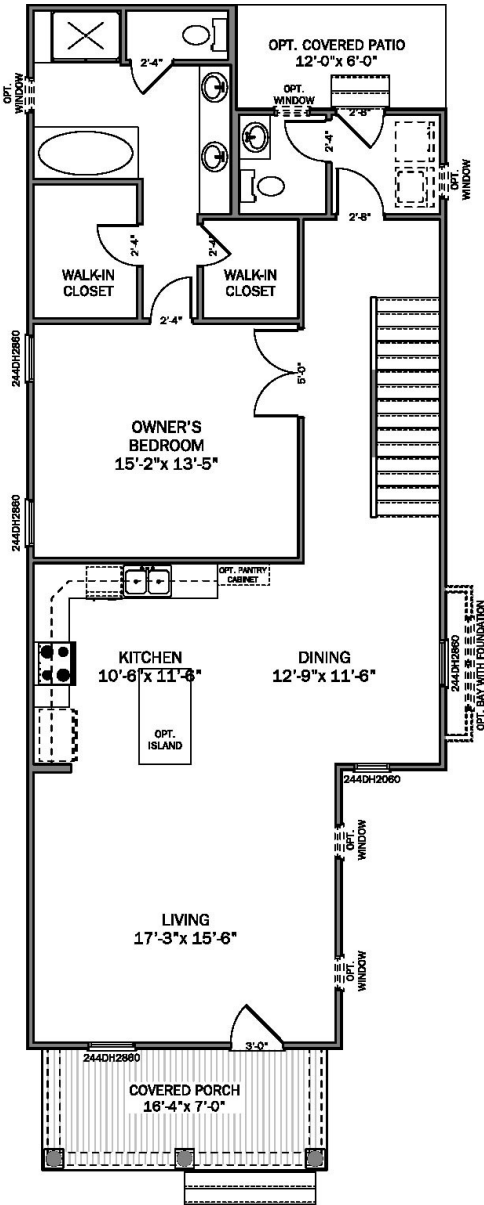 OPT. COVERED PATIO
12'-0"x 6'-0"
2'-4"
OPT.
WINDOW
OPT.
WINDOW
2'-8"
2'-4"
OPT.
WINDOW
2'-8"
2'-4"
2'-4"
WALK-IN
CLOSET
WALK-IN
CLOSET
2'-4"
244DH2860
5'-0"
OWNER'S
BEDROOM
15'-2"x 13'-5"
244DH2860
OPT. PANTRY
CABINET
KITCHEN
10'-6"x 11'-6"
DINING
12'-9"x 11'-6"
244DH2860
OPT. BAY WITH FOUNDATION
OPT.
ISLAND
244DH2060
OPT.
WINDOW
LIVING
17'-3"x 15'-6"
OPT.
WINDOW
3'-0"
244DH2860
COVERED PORCH
16'-4"x 7'-0"